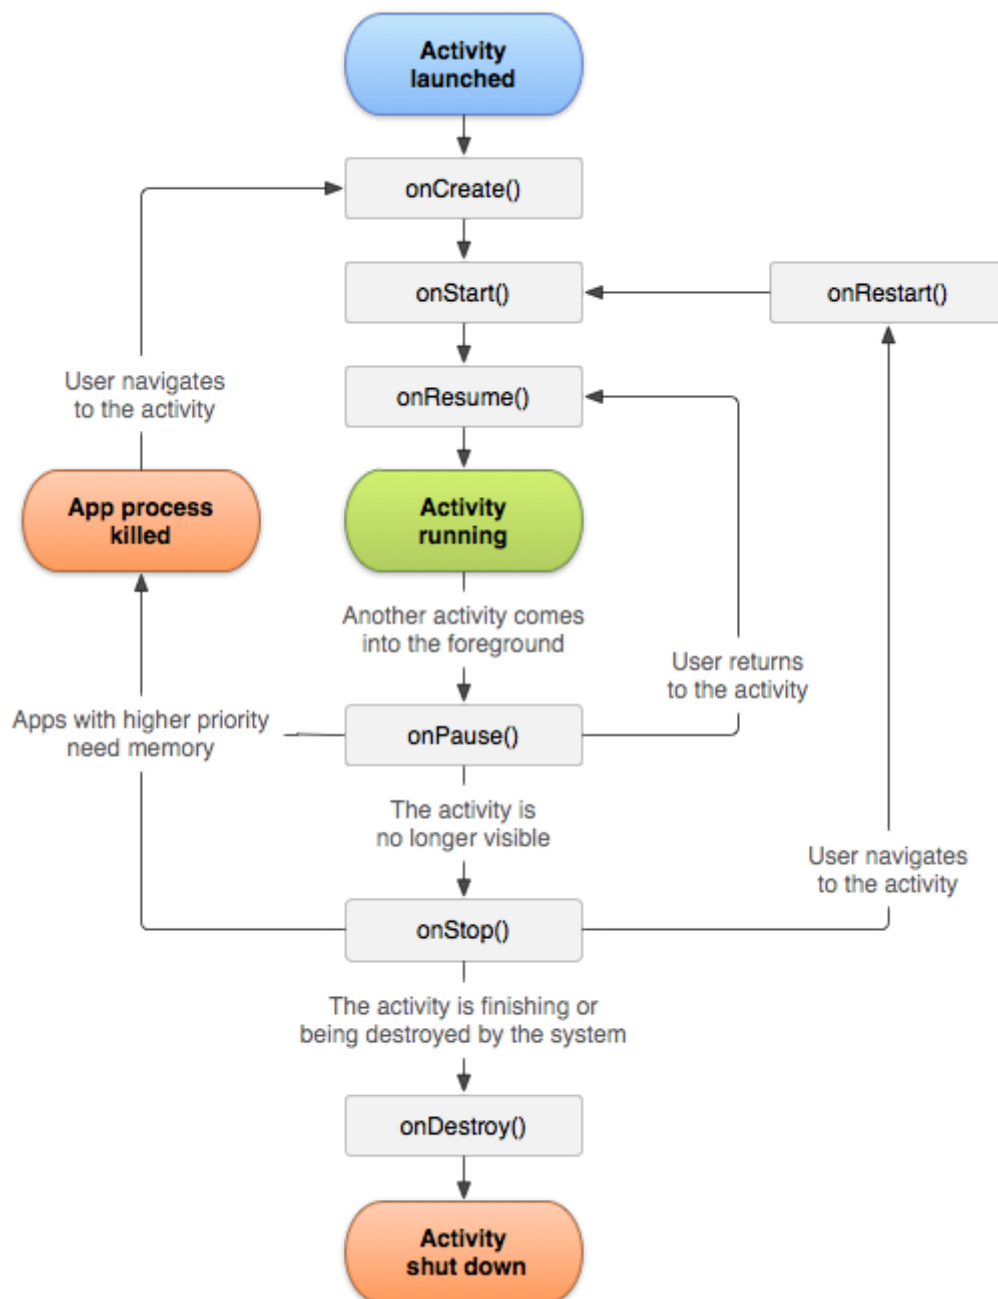 Activity
launched
onCreate()
onStart()
onRestart()
User navigates
to the activity
onResume()
App process
killed
Activity
running
Another activity comes
into the foreground
User returns
to the activity
Apps with higher priority
need memory
onPause()
The activity is
no longer visible
User navigates
to the activity
onStop()
The activity is finishing or
being destroyed by the system
onDestroy()
Activity
shut down